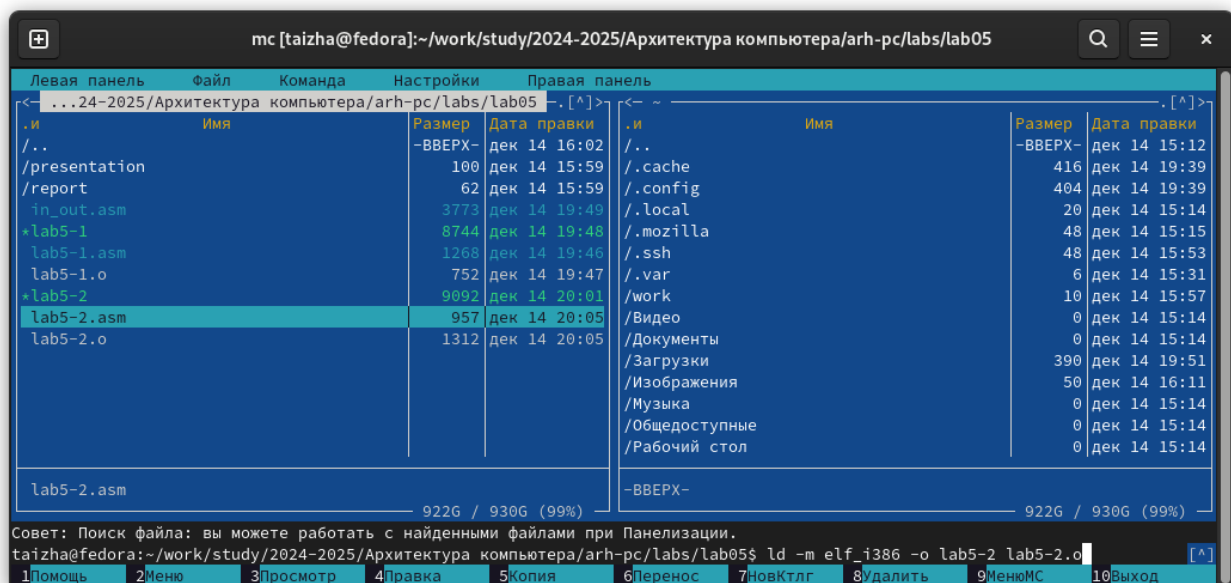 mc [taizha@fedora]:~/work/study/2024-2025/Архитектура компьютера/arh-pc/labs/lab05
Левая панель Файл Команда Настройки Правая панель
<— ...24-2025/Архитектура компьютера/arh-pc/labs/lab05 —.[^]> <— ~ —.[^]>
.и Имя Размер Дата правки .и Имя Размер Дата правки
/.. -ВВЕРХ- дек 14 16:02 /.. -ВВЕРХ- дек 14 15:12
/presentation 100 дек 14 15:59 /.cache 416 дек 14 19:39
/report 62 дек 14 15:59 /.config 404 дек 14 19:39
in_out.asm 3773 дек 14 19:49 /.local 20 дек 14 15:14
*lab5-1 8744 дек 14 19:48 /.mozilla 48 дек 14 15:15
lab5-1.asm 1268 дек 14 19:46 /.ssh 48 дек 14 15:53
lab5-1.o 752 дек 14 19:47 /.var 6 дек 14 15:31
*lab5-2 9092 дек 14 20:01 /work 10 дек 14 15:57
lab5-2.asm 957 дек 14 20:05 /Видео 0 дек 14 15:14
lab5-2.o 1312 дек 14 20:05 /Документы 0 дек 14 15:14
/Загрузки 390 дек 14 19:51
/Изображения 50 дек 14 16:11
/Музыка 0 дек 14 15:14
/Общедоступные 0 дек 14 15:14
/Рабочий стол 0 дек 14 15:14
lab5-2.asm -ВВЕРХ-
922G / 930G (99%) 922G / 930G (99%)
Совет: Поиск файла: вы можете работать с найденными файлами при Панелизации.
taizha@fedora:~/work/study/2024-2025/Архитектура компьютера/arh-pc/labs/lab05$ ld -m elf_i386 -o lab5-2 lab5-2.o [^]
1Помощь 2Меню 3Просмотр 4Правка 5Копия 6Перенос 7НовКтлг 8Удалить 9МенюМС 10Выход